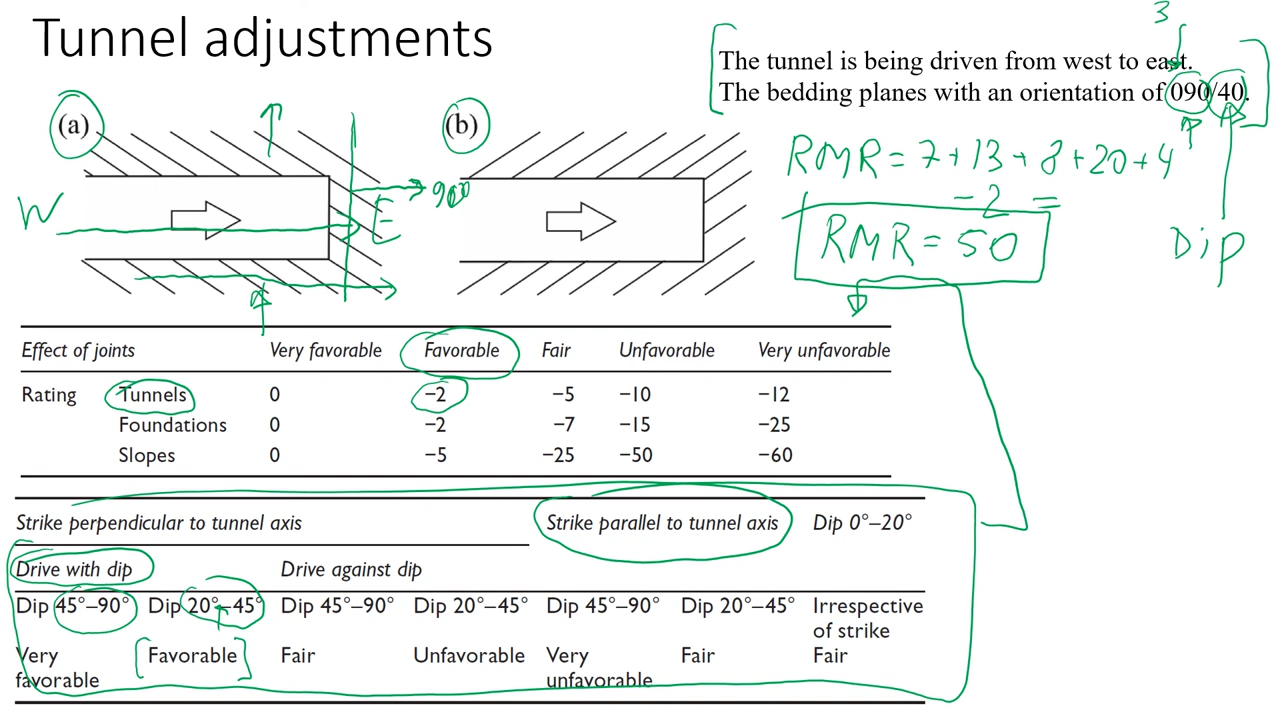 Tunnel adjustments
3
The tunnel is being driven from west to east.
The bedding planes with an orientation of 090/40.
(a)
(b)
W
E
90°
RMR = 7 + 13 + 8 + 20 + 4
- 2 =
RMR = 50
Dip
Effect of joints Very favorable Favorable Fair Unfavorable Very unfavorable
Rating Tunnels 0 −2 −5 −10 −12
Foundations 0 −2 −7 −15 −25
Slopes 0 −5 −25 −50 −60
Strike perpendicular to tunnel axis Strike parallel to tunnel axis Dip 0°–20°
Drive with dip Drive against dip
Dip 45°–90° Dip 20°–45° Dip 45°–90° Dip 20°–45° Dip 45°–90° Dip 20°–45° Irrespective
of strike
Very Favorable Fair Unfavorable Very Fair Fair
favorable unfavorable